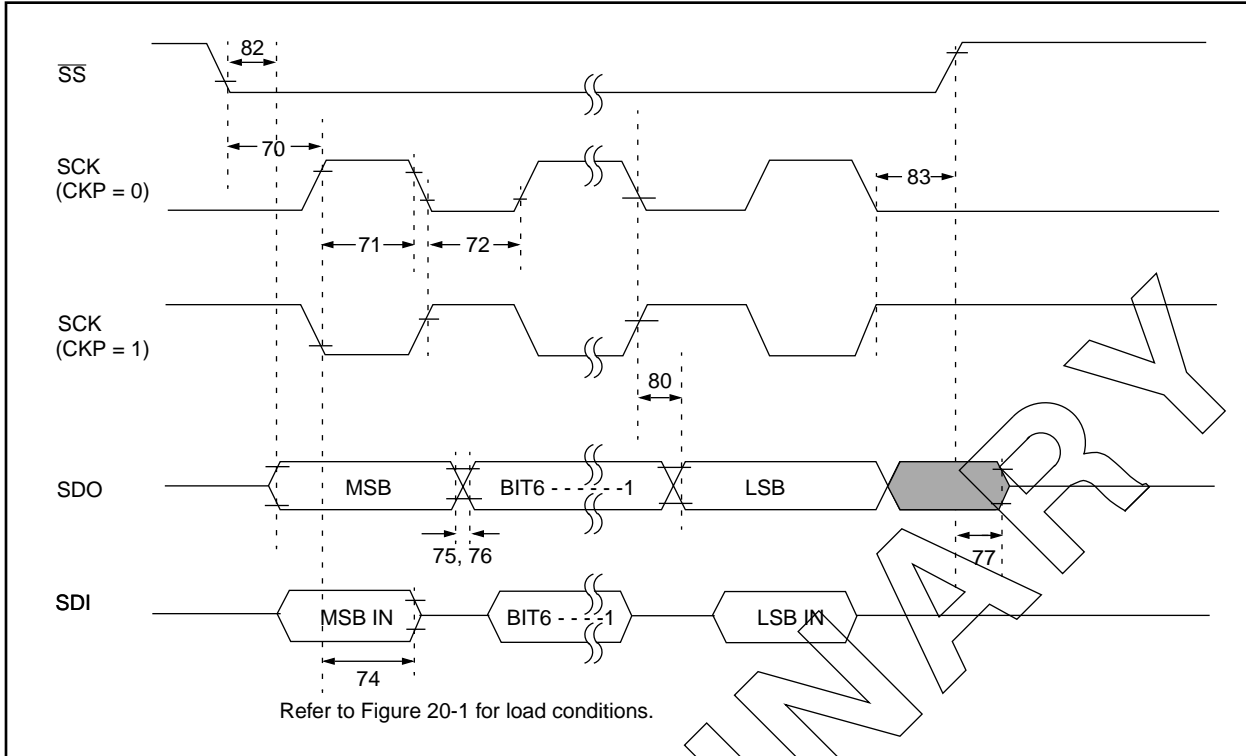 82
SS
70
SCK
(CKP = 0)
83
71
72
SCK
(CKP = 1)
80
SDO
MSB
BIT6 - - - - - -1
LSB
75, 76
77
SDI
MSB IN
BIT6 - - - -1
LSB IN
74
Refer to Figure 20-1 for load conditions.
INARY